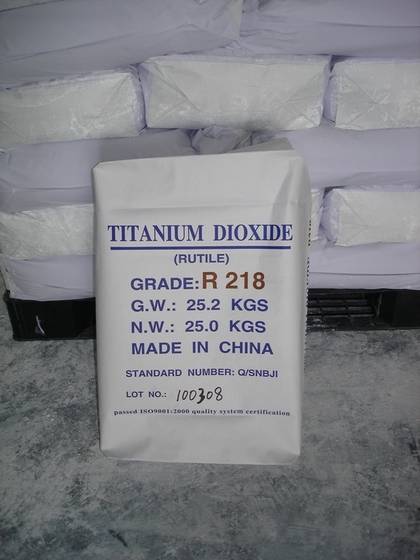 TITANIUM DIOXIDE
(RUTILE)
GRADE: R 218
G.W.: 25.2 KGS
N.W.: 25.0 KGS
MADE IN CHINA
STANDARD NUMBER: Q/SNBJI
LOT NO.: 100308
passed ISO9001:2000 quality system certification